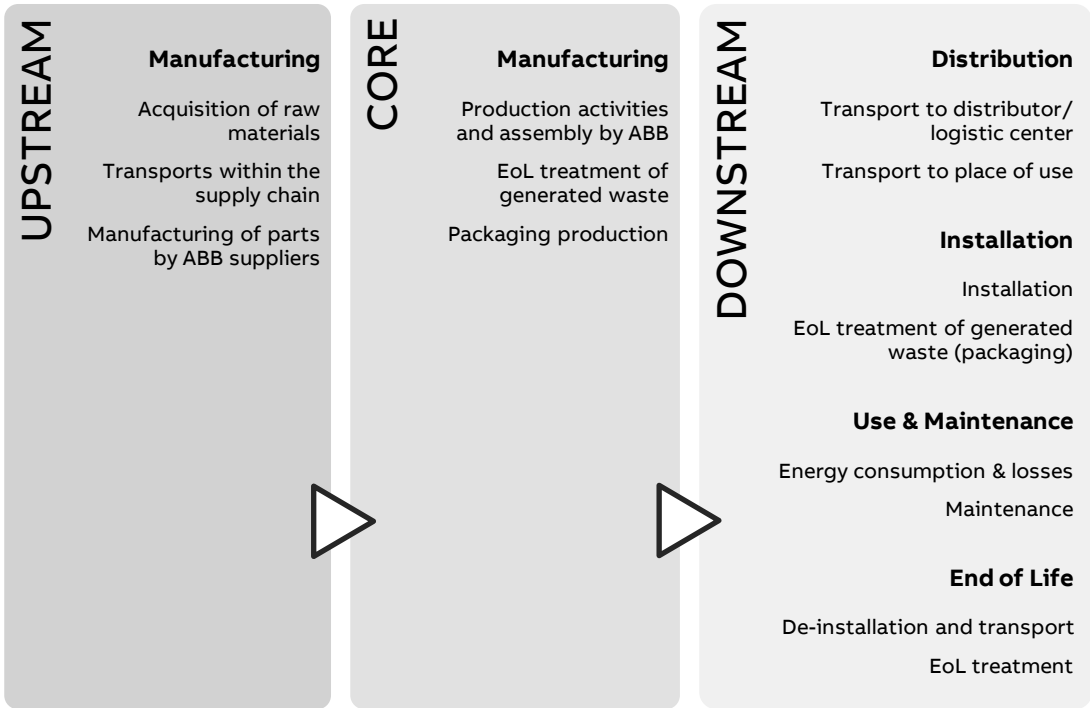 UPSTREAM
Manufacturing
Acquisition of raw
materials
Transports within the
supply chain
Manufacturing of parts
by ABB suppliers
CORE
Manufacturing
Production activities
and assembly by ABB
EoL treatment of
generated waste
Packaging production
DOWNSTREAM
Distribution
Transport to distributor/
logistic center
Transport to place of use
Installation
Installation
EoL treatment of generated
waste (packaging)
Use & Maintenance
Energy consumption & losses
Maintenance
End of Life
De-installation and transport
EoL treatment